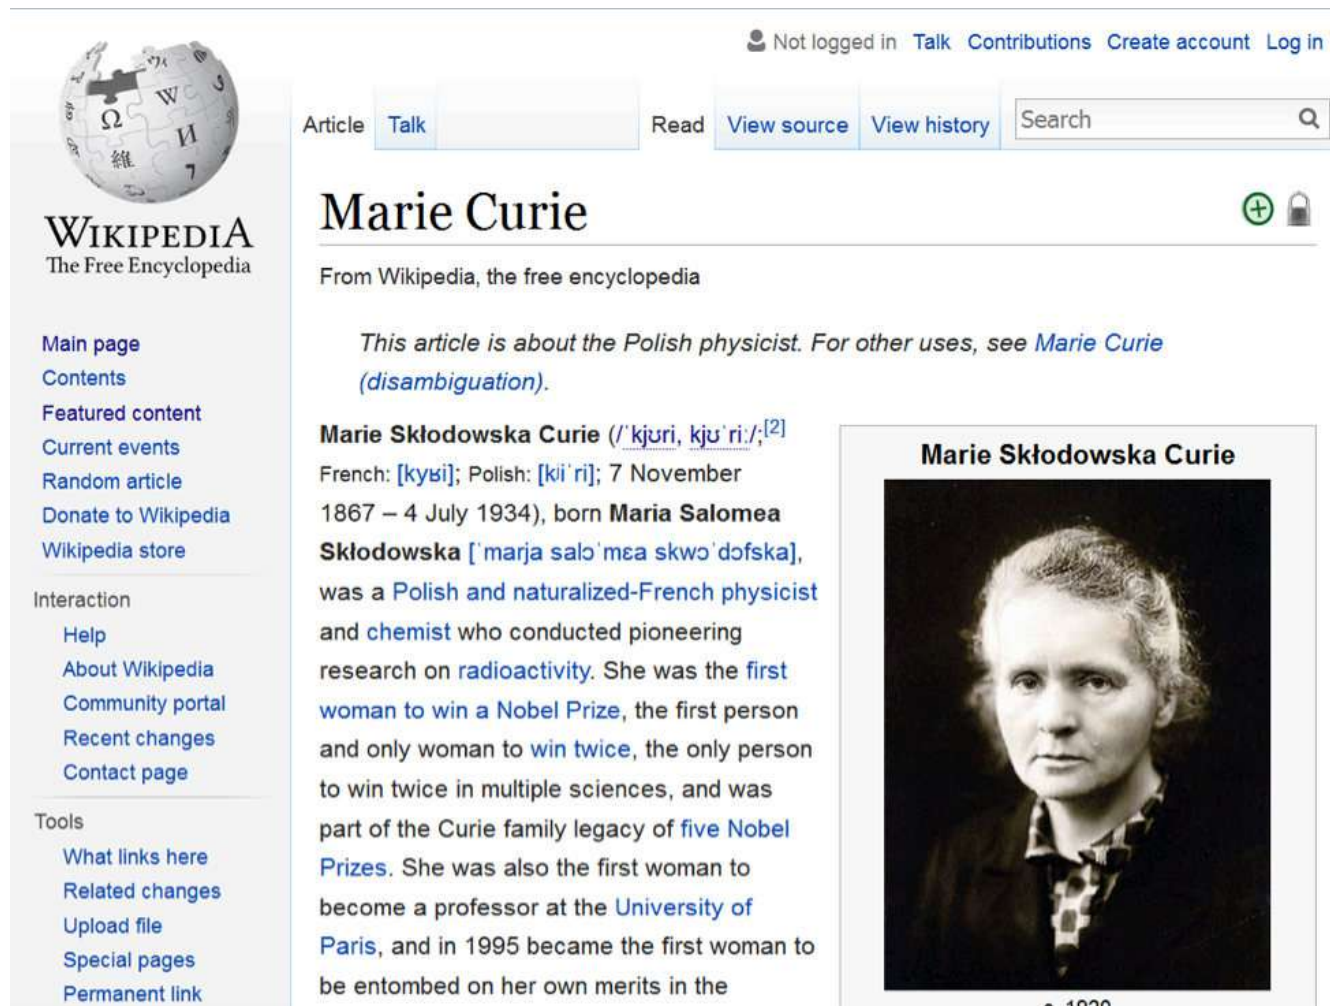 Not logged in Talk Contributions Create account Log in
Article Talk Read View source View history Search
WIKIPEDIA
The Free Encyclopedia
Main page
Contents
Featured content
Current events
Random article
Donate to Wikipedia
Wikipedia store
Interaction
Help
About Wikipedia
Community portal
Recent changes
Contact page
Tools
What links here
Related changes
Upload file
Special pages
Permanent link
Marie Curie
From Wikipedia, the free encyclopedia
This article is about the Polish physicist. For other uses, see Marie Curie
(disambiguation).
Marie Skłodowska Curie (/ˈkjʊri, kjʊˈriː/;[2]
French: [kyʁi]; Polish: [kʲiˈri]; 7 November
1867 – 4 July 1934), born Maria Salomea
Skłodowska [ˈmarja salɔˈmɛa skwɔˈdɔfska],
was a Polish and naturalized-French physicist
and chemist who conducted pioneering
research on radioactivity. She was the first
woman to win a Nobel Prize, the first person
and only woman to win twice, the only person
to win twice in multiple sciences, and was
part of the Curie family legacy of five Nobel
Prizes. She was also the first woman to
become a professor at the University of
Paris, and in 1995 became the first woman to
be entombed on her own merits in the
Marie Skłodowska Curie